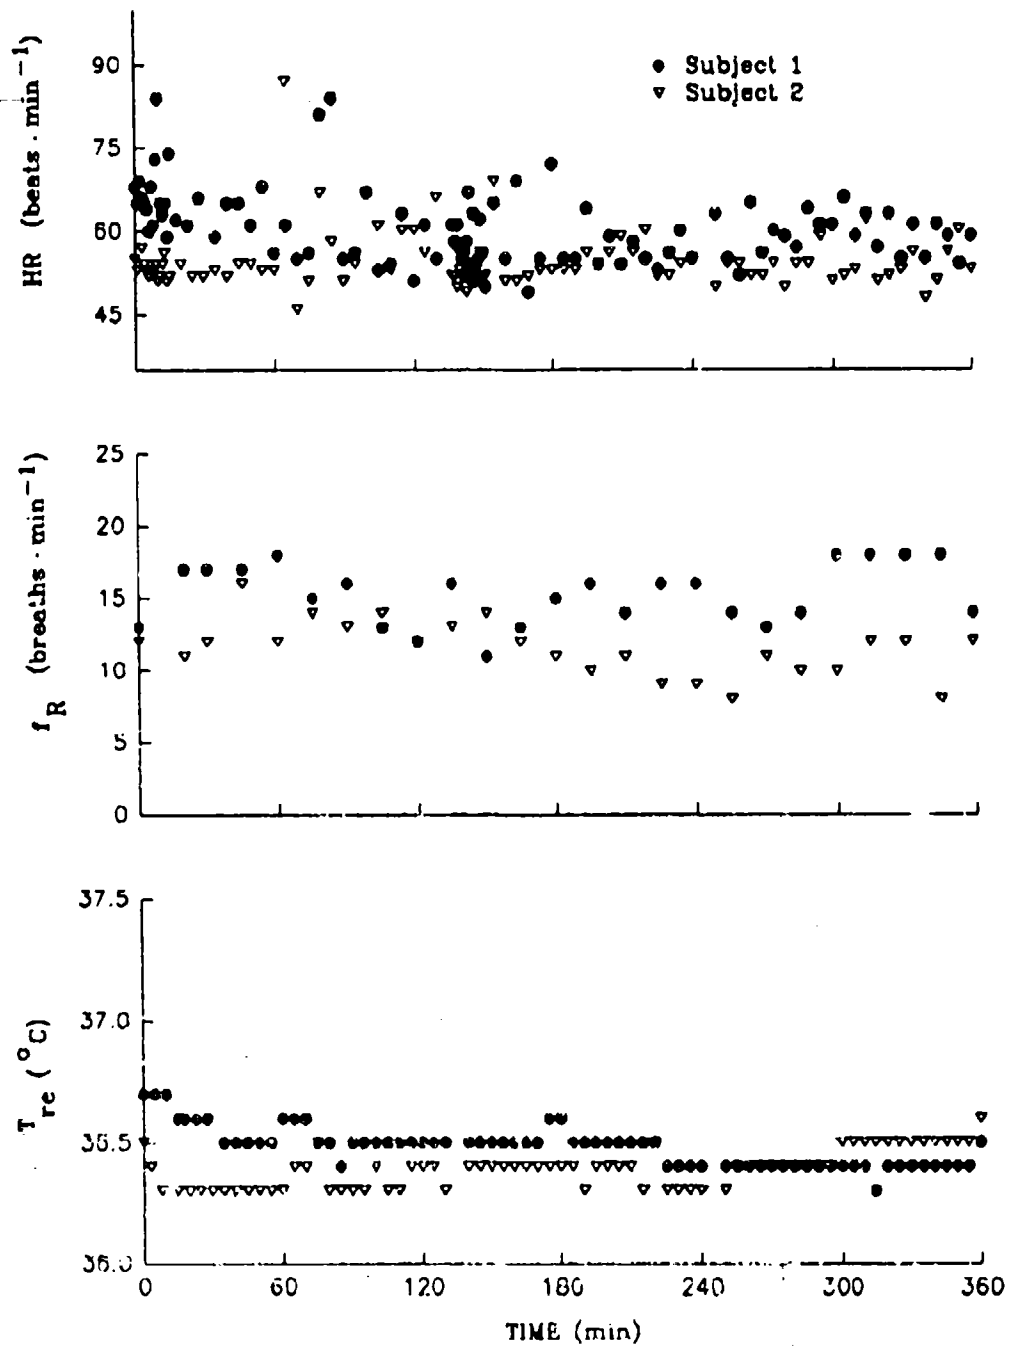 HR (beats · min−1)
90
75
60
45
Subject 1
Subject 2
fR (breaths · min−1)
25
20
15
10
5
0
Tre (°C)
37.5
37.0
36.5
36.0
0 60 120 180 240 300 360
TIME (min)